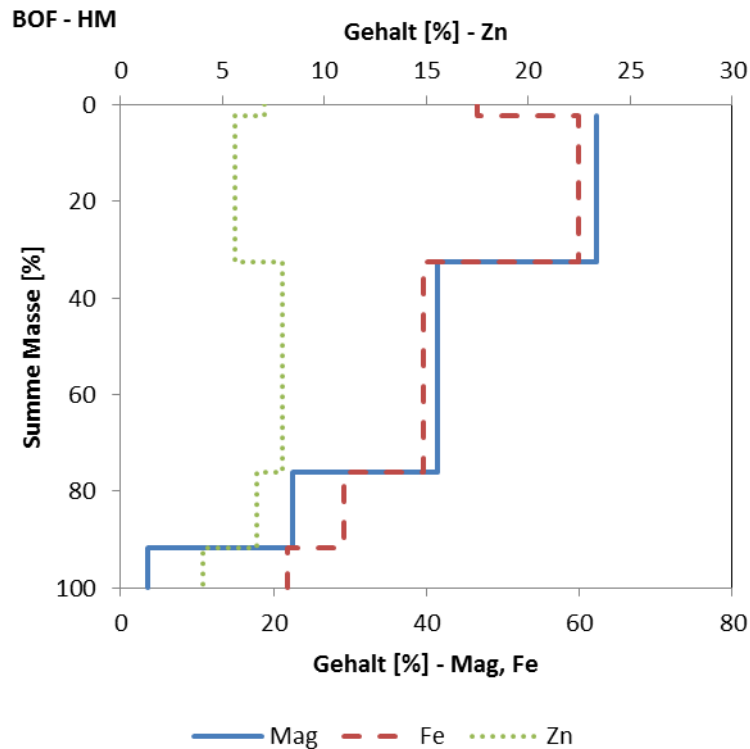 BOF - HM
Gehalt [%] - Zn
0 5 10 15 20 25 30
0
20
40
60
80
100
Summe Masse [%]
0 20 40 60 80
Gehalt [%] - Mag, Fe
Mag Fe Zn